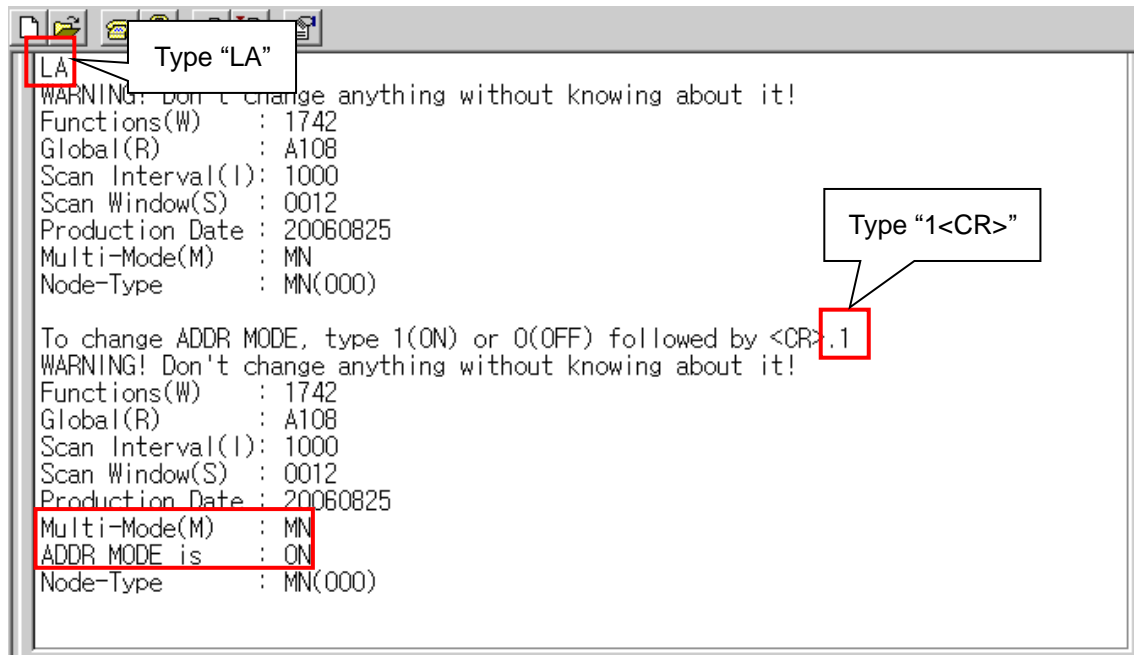 Type “LA”
LA
WARNING! Don't change anything without knowing about it!
Functions(W) : 1742
Global(R) : A108
Scan Interval(I): 1000
Scan Window(S) : 0012
Production Date : 20060825
Multi-Mode(M) : MN
Node-Type : MN(000)
Type “1<CR>”
To change ADDR MODE, type 1(ON) or 0(OFF) followed by <CR>.1
WARNING! Don't change anything without knowing about it!
Functions(W) : 1742
Global(R) : A108
Scan Interval(I): 1000
Scan Window(S) : 0012
Production Date : 20060825
Multi-Mode(M) : MN
ADDR MODE is : ON
Node-Type : MN(000)